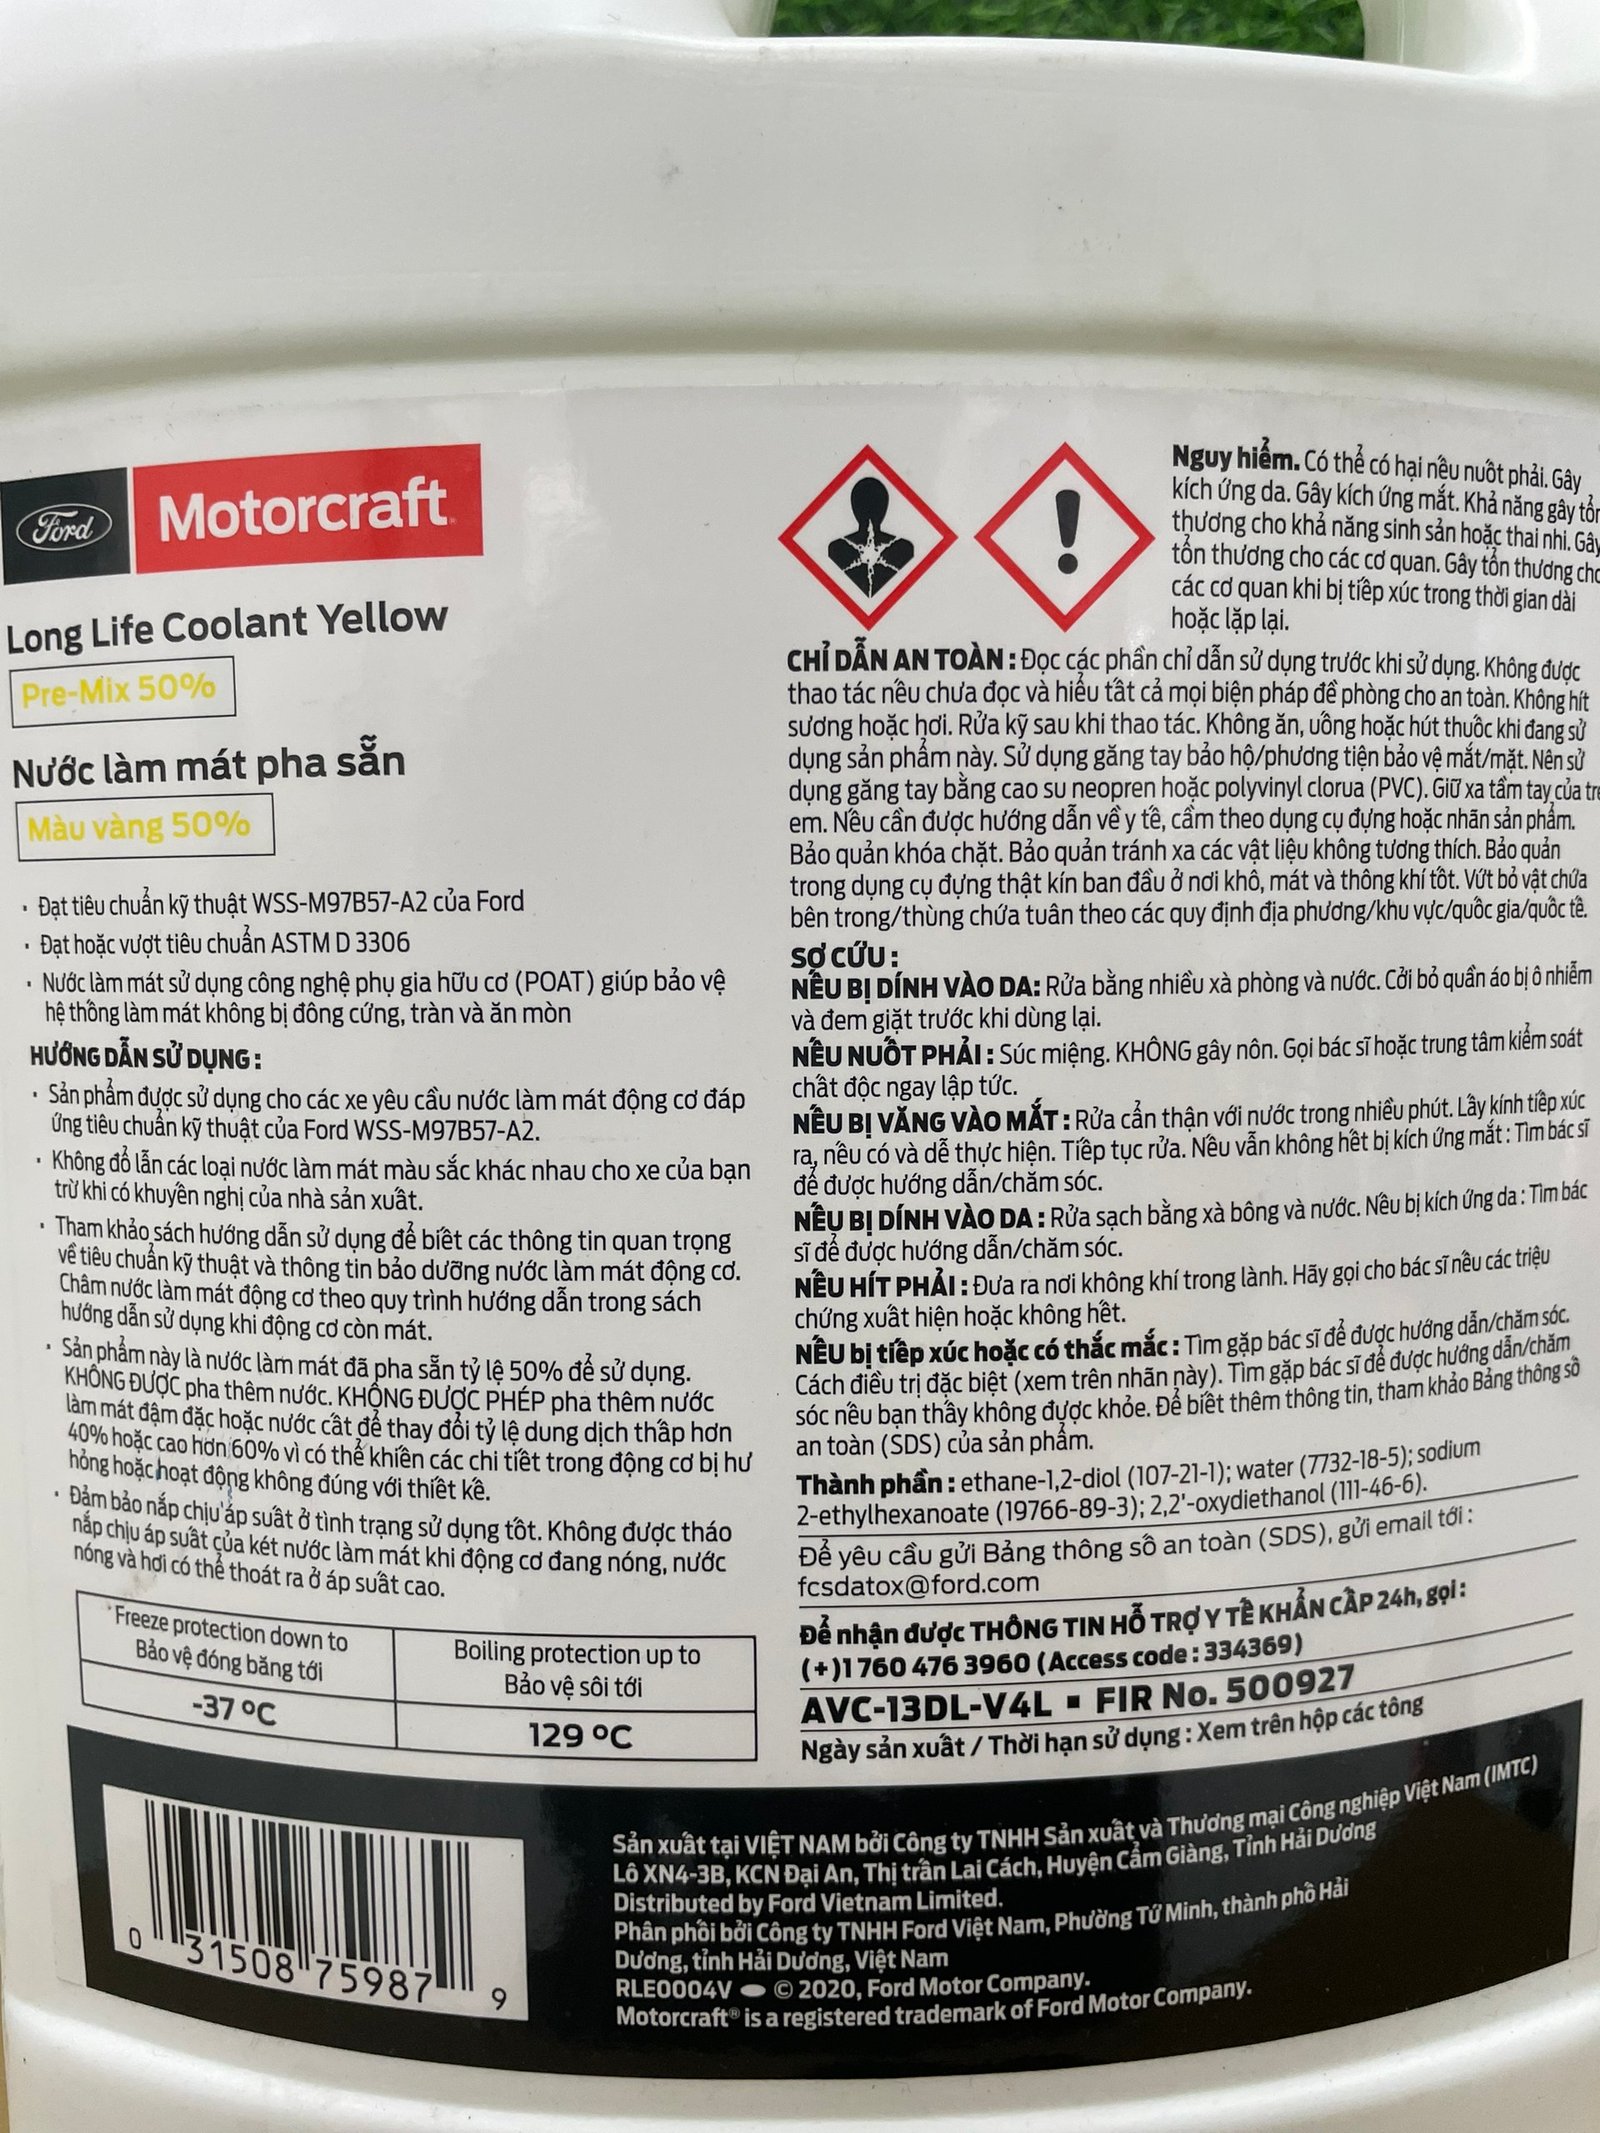 Ford
Motorcraft
Long Life Coolant Yellow
Pre-Mix 50%
Nước làm mát pha sẵn
Màu vàng 50%
· Đạt tiêu chuẩn kỹ thuật WSS-M97B57-A2 của Ford
· Đạt hoặc vượt tiêu chuẩn ASTM D 3306
· Nước làm mát sử dụng công nghệ phụ gia hữu cơ (POAT) giúp bảo vệ
hệ thống làm mát không bị đông cứng, tràn và ăn mòn
HƯỚNG DẪN SỬ DỤNG :
· Sản phẩm được sử dụng cho các xe yêu cầu nước làm mát động cơ đáp
ứng tiêu chuẩn kỹ thuật của Ford WSS-M97B57-A2.
· Không đổ lẫn các loại nước làm mát màu sắc khác nhau cho xe của bạn
trừ khi có khuyến nghị của nhà sản xuất.
· Tham khảo sách hướng dẫn sử dụng để biết các thông tin quan trọng
về tiêu chuẩn kỹ thuật và thông tin bảo dưỡng nước làm mát động cơ.
Châm nước làm mát động cơ theo quy trình hướng dẫn trong sách
hướng dẫn sử dụng khi động cơ còn mát.
· Sản phẩm này là nước làm mát đã pha sẵn tỷ lệ 50% để sử dụng.
KHÔNG ĐƯỢC pha thêm nước. KHÔNG ĐƯỢC PHÉP pha thêm nước
làm mát đậm đặc hoặc nước cất để thay đổi tỷ lệ dung dịch thấp hơn
40% hoặc cao hơn 60% vì có thể khiến các chi tiết trong động cơ bị hư
hỏng hoặc hoạt động không đúng với thiết kế.
· Đảm bảo nắp chịu áp suất ở tình trạng sử dụng tốt. Không được tháo
nắp chịu áp suất của két nước làm mát khi động cơ đang nóng, nước
nóng và hơi có thể thoát ra ở áp suất cao.
Freeze protection down to
Bảo vệ đóng băng tới
-37 °C
Boiling protection up to
Bảo vệ sôi tới
129 °C
Nguy hiểm. Có thể có hại nếu nuốt phải. Gây
kích ứng da. Gây kích ứng mắt. Khả năng gây tổn
thương cho khả năng sinh sản hoặc thai nhi. Gây
tổn thương cho các cơ quan. Gây tổn thương cho
các cơ quan khi bị tiếp xúc trong thời gian dài
hoặc lặp lại.
CHỈ DẪN AN TOÀN : Đọc các phần chỉ dẫn sử dụng trước khi sử dụng. Không được
thao tác nếu chưa đọc và hiểu tất cả mọi biện pháp đề phòng cho an toàn. Không hít
sương hoặc hơi. Rửa kỹ sau khi thao tác. Không ăn, uống hoặc hút thuốc khi đang sử
dụng sản phẩm này. Sử dụng găng tay bảo hộ/phương tiện bảo vệ mắt/mặt. Nên sử
dụng găng tay bằng cao su neopren hoặc polyvinyl clorua (PVC). Giữ xa tầm tay của trẻ
em. Nếu cần được hướng dẫn về y tế, cầm theo dụng cụ đựng hoặc nhãn sản phẩm.
Bảo quản khóa chặt. Bảo quản tránh xa các vật liệu không tương thích. Bảo quản
trong dụng cụ đựng thật kín ban đầu ở nơi khô, mát và thông khí tốt. Vứt bỏ vật chứa
bên trong/thùng chứa tuân theo các quy định địa phương/khu vực/quốc gia/quốc tế.
SƠ CỨU :
NẾU BỊ DÍNH VÀO DA: Rửa bằng nhiều xà phòng và nước. Cởi bỏ quần áo bị ô nhiễm
và đem giặt trước khi dùng lại.
NẾU NUỐT PHẢI : Súc miệng. KHÔNG gây nôn. Gọi bác sĩ hoặc trung tâm kiểm soát
chất độc ngay lập tức.
NẾU BỊ VĂNG VÀO MẮT : Rửa cẩn thận với nước trong nhiều phút. Lấy kính tiếp xúc
ra, nếu có và dễ thực hiện. Tiếp tục rửa. Nếu vẫn không hết bị kích ứng mắt : Tìm bác sĩ
để được hướng dẫn/chăm sóc.
NẾU BỊ DÍNH VÀO DA : Rửa sạch bằng xà bông và nước. Nếu bị kích ứng da : Tìm bác
sĩ để được hướng dẫn/chăm sóc.
NẾU HÍT PHẢI : Đưa ra nơi không khí trong lành. Hãy gọi cho bác sĩ nếu các triệu
chứng xuất hiện hoặc không hết.
NẾU bị tiếp xúc hoặc có thắc mắc : Tìm gặp bác sĩ để được hướng dẫn/chăm sóc.
Cách điều trị đặc biệt (xem trên nhãn này). Tìm gặp bác sĩ để được hướng dẫn/chăm
sóc nếu bạn thấy không được khỏe. Để biết thêm thông tin, tham khảo Bảng thông số
an toàn (SDS) của sản phẩm.
Thành phần : ethane-1,2-diol (107-21-1); water (7732-18-5); sodium
2-ethylhexanoate (19766-89-3); 2,2'-oxydiethanol (111-46-6).
Để yêu cầu gửi Bảng thông số an toàn (SDS), gửi email tới :
fcsdatox@ford.com
Để nhận được THÔNG TIN HỖ TRỢ Y TẾ KHẨN CẤP 24h, gọi :
(+)1 760 476 3960 (Access code : 334369)
AVC-13DL-V4L ▪ FIR No. 500927
Ngày sản xuất / Thời hạn sử dụng : Xem trên hộp các tông
0 31508 75987 9
Sản xuất tại VIỆT NAM bởi Công ty TNHH Sản xuất và Thương mại Công nghiệp Việt Nam (IMTC)
Lô XN4-3B, KCN Đại An, Thị trấn Lai Cách, Huyện Cẩm Giàng, Tỉnh Hải Dương
Distributed by Ford Vietnam Limited.
Phân phối bởi Công ty TNHH Ford Việt Nam, Phường Tứ Minh, thành phố Hải
Dương, tỉnh Hải Dương, Việt Nam
RLE0004V © 2020, Ford Motor Company.
Motorcraft® is a registered trademark of Ford Motor Company.